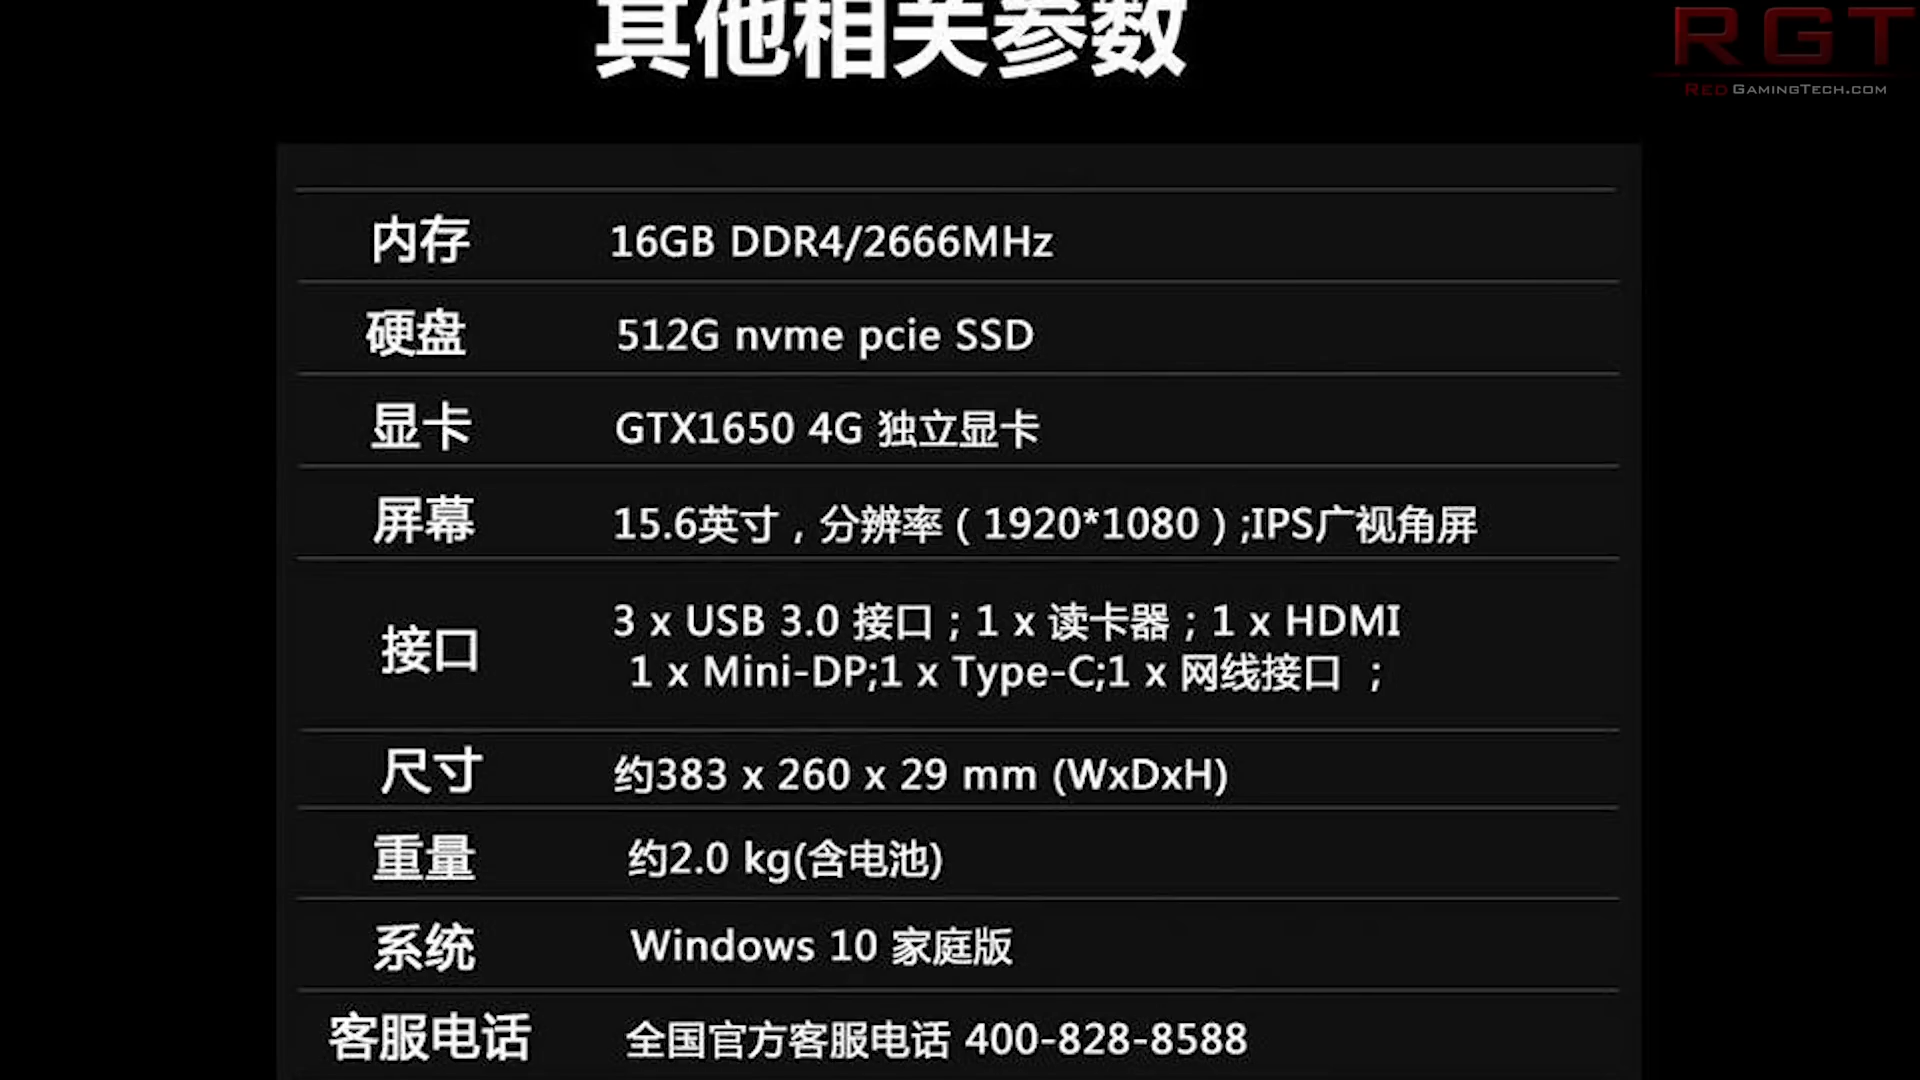 其他相关参数
RGT
REDGAMINGTECH.COM
内存 16GB DDR4/2666MHz
硬盘 512G nvme pcie SSD
显卡 GTX1650 4G 独立显卡
屏幕 15.6英寸，分辨率（1920*1080）;IPS广视角屏
接口 3 x USB 3.0 接口；1 x 读卡器；1 x HDMI
1 x Mini-DP;1 x Type-C;1 x 网线接口 ；
尺寸 约383 x 260 x 29 mm (WxDxH)
重量 约2.0 kg(含电池)
系统 Windows 10 家庭版
客服电话 全国官方客服电话 400-828-8588